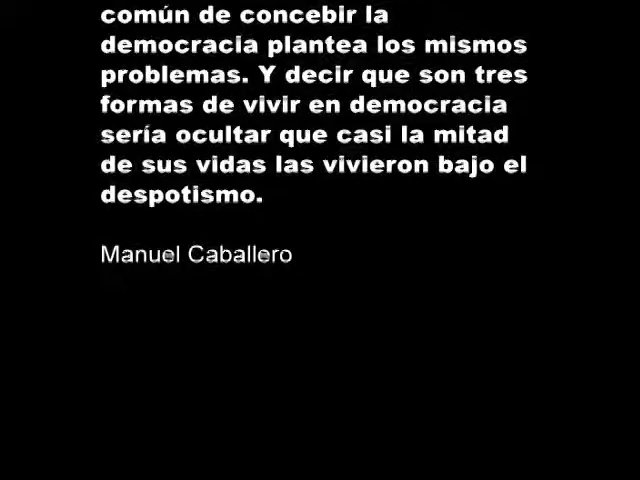 común de concebir la
democracia plantea los mismos
problemas. Y decir que son tres
formas de vivir en democracia
sería ocultar que casi la mitad
de sus vidas las vivieron bajo el
despotismo.
Manuel Caballero